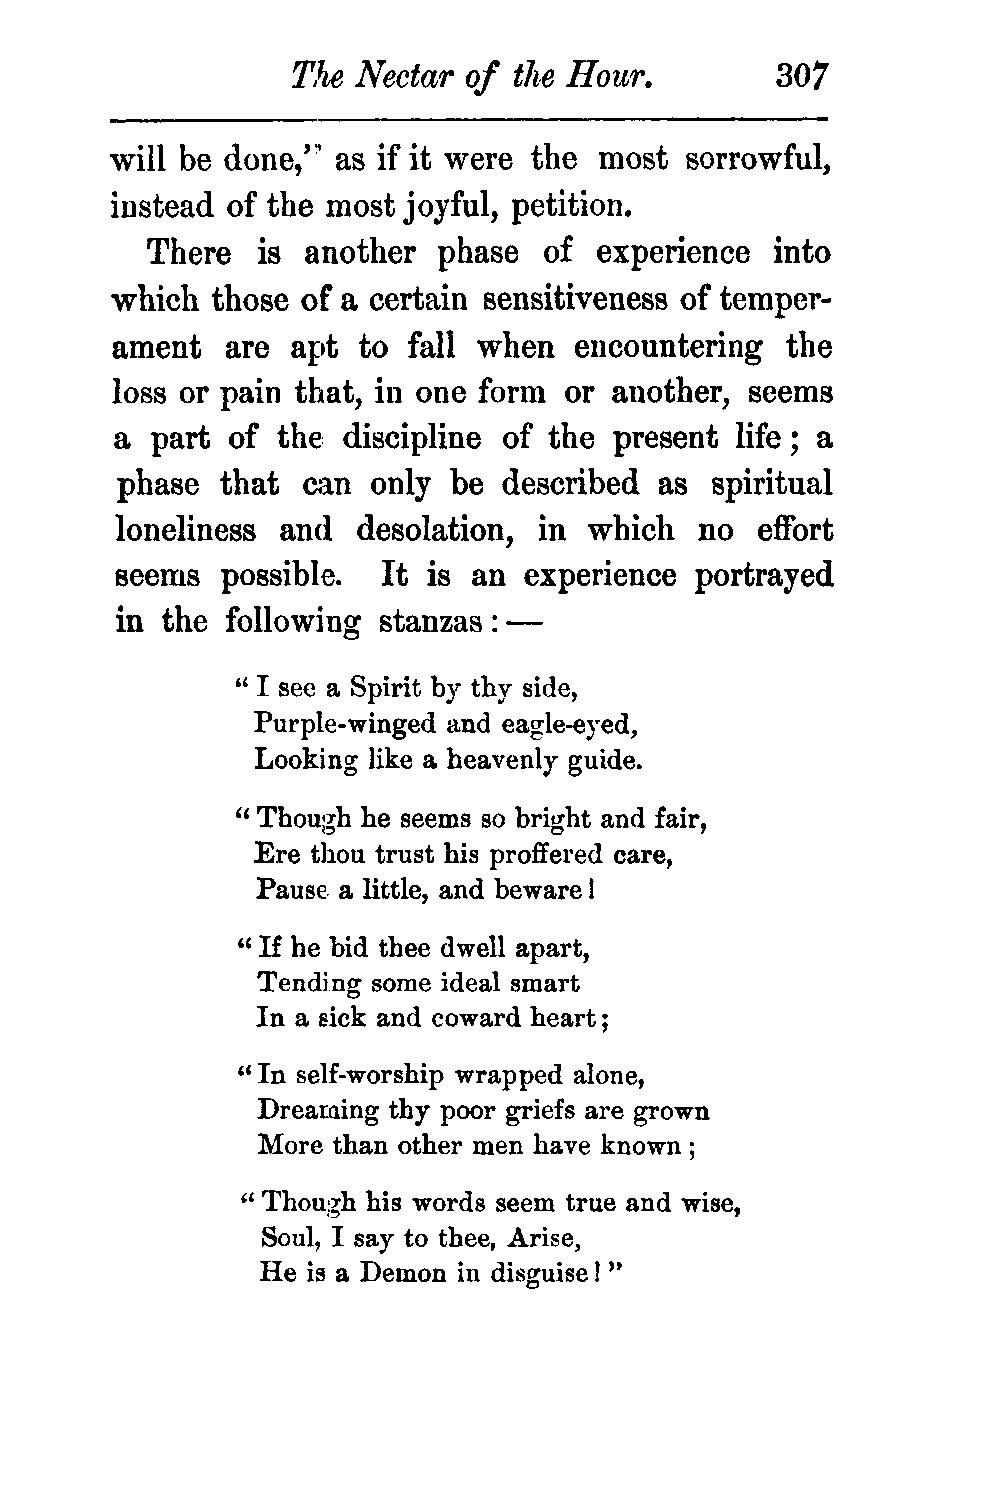 The Nectar of the Hour. 307
will be done," as if it were the most sorrowful,
instead of the most joyful, petition.
There is another phase of experience into
which those of a certain sensitiveness of temper-
ament are apt to fall when encountering the
loss or pain that, in one form or another, seems
a part of the discipline of the present life; a
phase that can only be described as spiritual
loneliness and desolation, in which no effort
seems possible. It is an experience portrayed
in the following stanzas:—
"I see a Spirit by thy side,
Purple-winged and eagle-eyed,
Looking like a heavenly guide.
"Though he seems so bright and fair,
Ere thou trust his proffered care,
Pause a little, and beware!
"If he bid thee dwell apart,
Tending some ideal smart
In a sick and coward heart;
"In self-worship wrapped alone,
Dreaming thy poor griefs are grown
More than other men have known;
"Though his words seem true and wise,
Soul, I say to thee, Arise,
He is a Demon in disguise!"